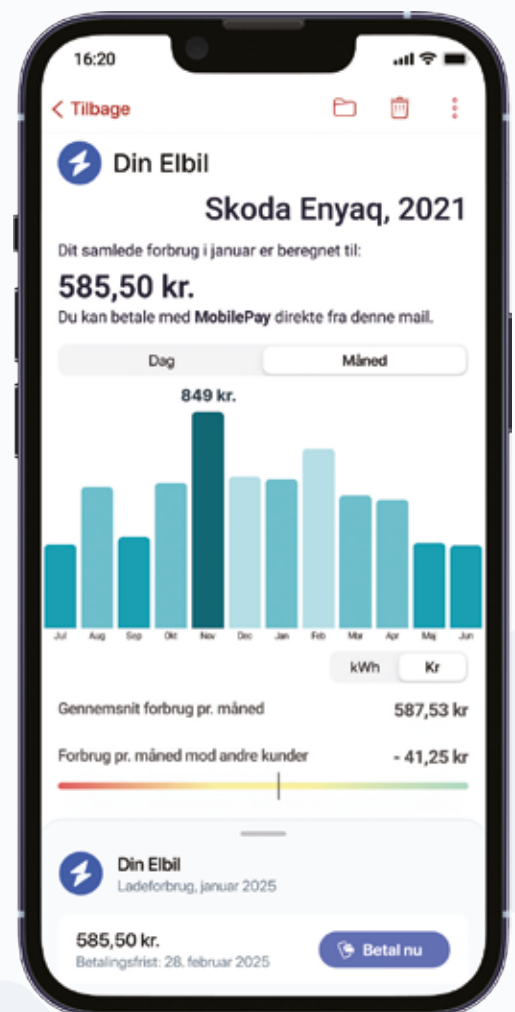 16:20
Tilbage
Din Elbil
Skoda Enyaq, 2021
Dit samlede forbrug i januar er beregnet til:
585,50 kr.
Du kan betale med MobilePay direkte fra denne mail.
Dag Måned
849 kr.
Jul Aug Sep Okt Nov Dec Jan Feb Mar Apr Maj Jun
kWh Kr
Gennemsnit forbrug pr. måned 587,53 kr
Forbrug pr. måned mod andre kunder - 41,25 kr
Din Elbil
Ladeforbrug, januar 2025
585,50 kr.
Betalingsfrist: 28. februar 2025
Betal nu